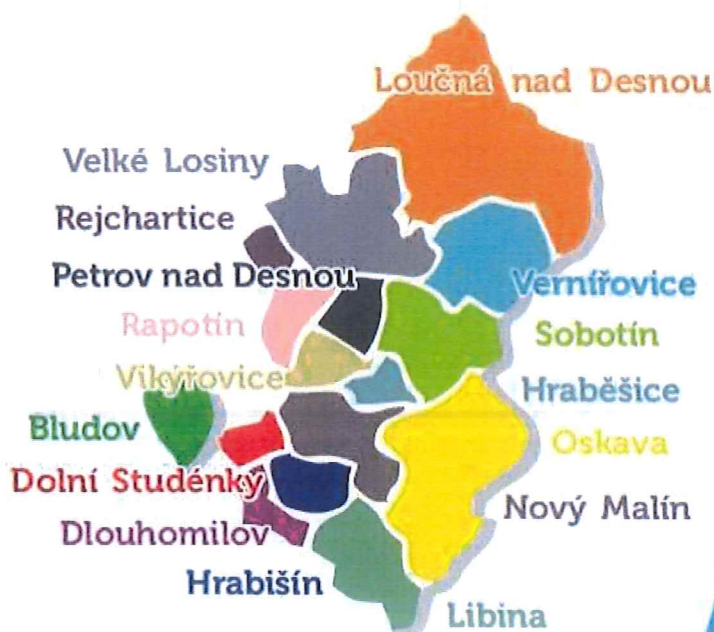 Loučná nad Desnou
Velké Losiny
Rejchartice
Petrov nad Desnou
Vernířovice
Rapotín
Sobotín
Vikýřovice
Hraběšice
Bludov
Oskava
Dolní Studénky
Nový Malín
Dlouhomilov
Hrabišín
Libina